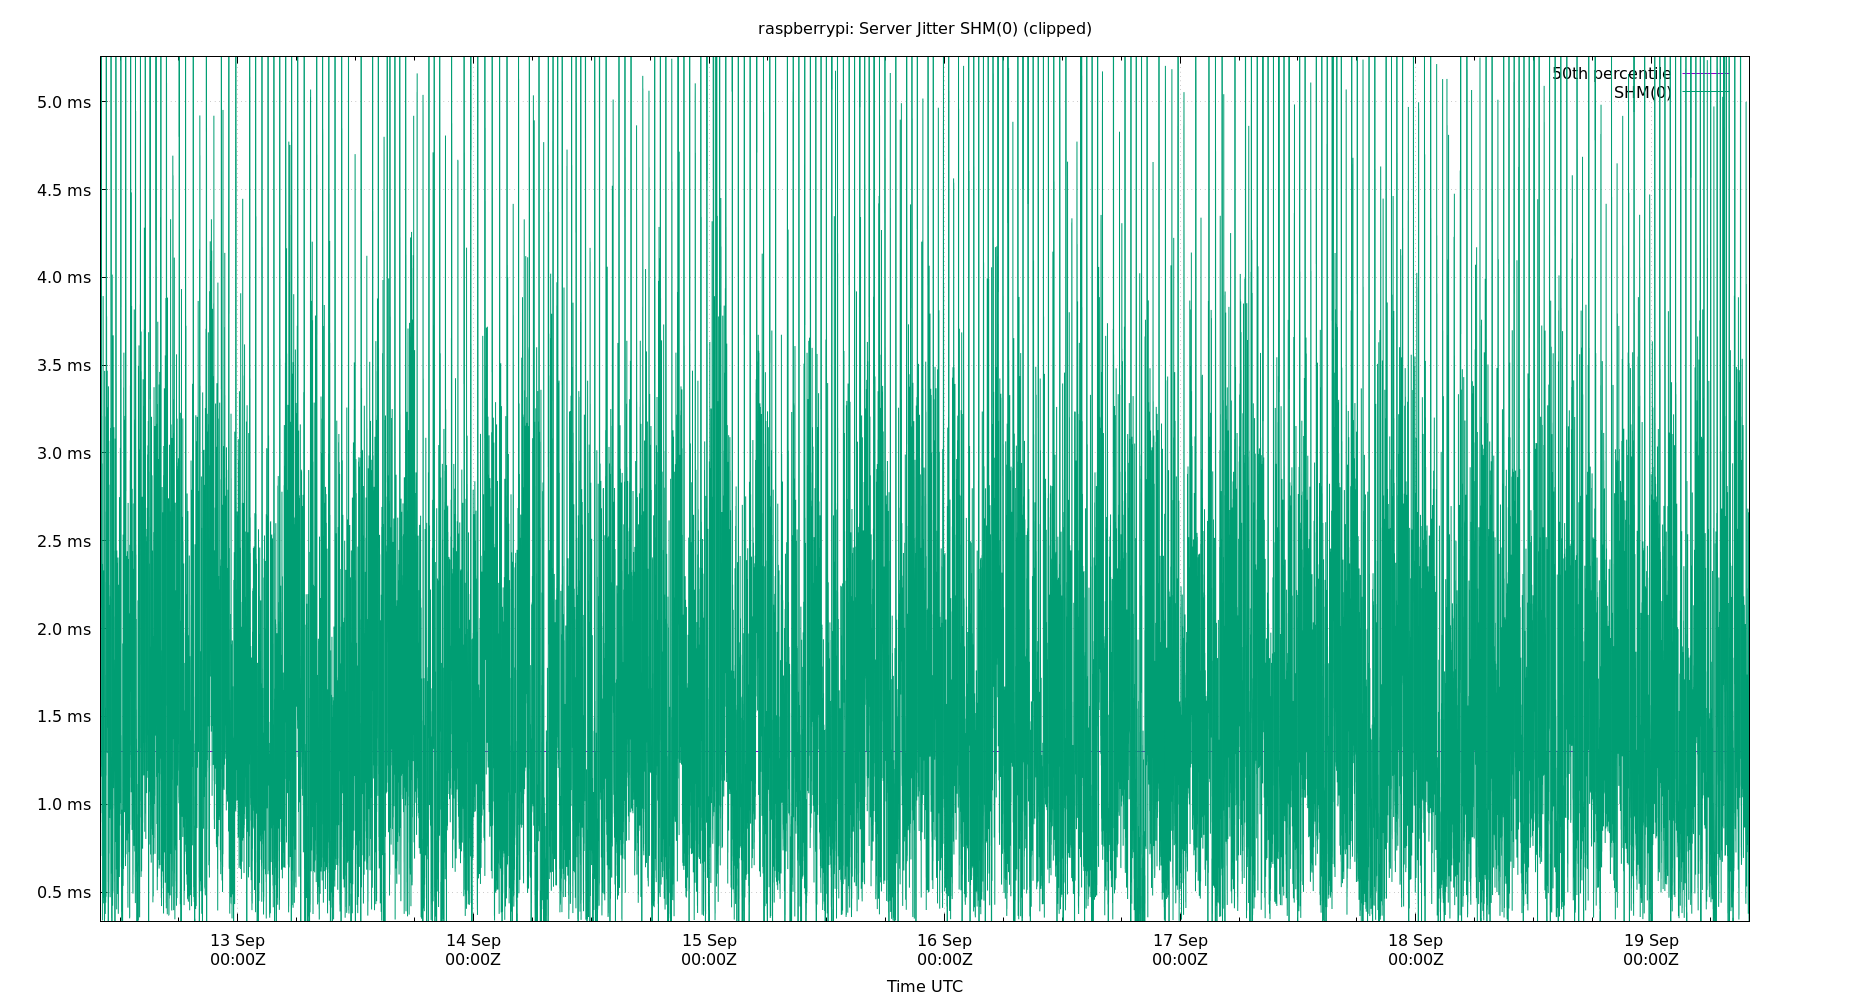 raspberrypi: Server Jitter SHM(0) (clipped)
50th percentile
SHM(0)
5.0 ms
4.5 ms
4.0 ms
3.5 ms
3.0 ms
2.5 ms
2.0 ms
1.5 ms
1.0 ms
0.5 ms
13 Sep 14 Sep 15 Sep 16 Sep 17 Sep 18 Sep 19 Sep
00:00Z 00:00Z 00:00Z 00:00Z 00:00Z 00:00Z 00:00Z
Time UTC